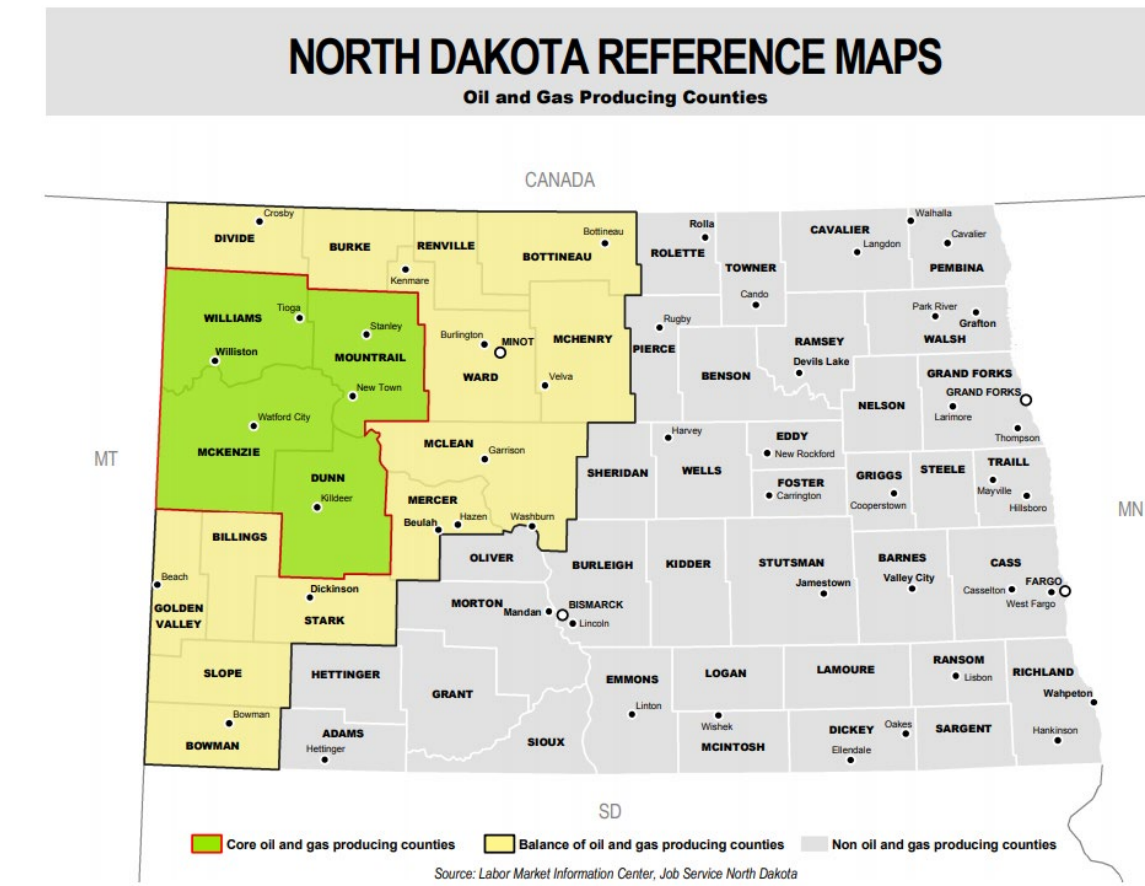 NORTH DAKOTA REFERENCE MAPS
Oil and Gas Producing Counties
CANADA
Crosby
DIVIDE
BURKE
RENVILLE
Kenmare
Bottineau
BOTTINEAU
Rolla
ROLETTE
TOWNER
Cando
CAVALIER
Langdon
Walhalla
Cavalier
PEMBINA
WILLIAMS
Tioga
Williston
Stanley
MOUNTRAIL
New Town
Burlington
MINOT
WARD
MCHENRY
Velva
Rugby
PIERCE
BENSON
RAMSEY
Devils Lake
Park River
Grafton
WALSH
NELSON
GRAND FORKS
GRAND FORKS
Larimore
Thompson
MT
Watford City
MCKENZIE
DUNN
Killdeer
MCLEAN
Garrison
MERCER
Beulah
Hazen
Washburn
SHERIDAN
Harvey
WELLS
EDDY
New Rockford
FOSTER
Carrington
GRIGGS
Cooperstown
STEELE
TRAILL
Mayville
Hillsboro
MN
BILLINGS
Beach
GOLDEN
VALLEY
Dickinson
STARK
OLIVER
MORTON
Mandan
BISMARCK
Lincoln
BURLEIGH
KIDDER
STUTSMAN
Jamestown
BARNES
Valley City
CASS
Casselton
FARGO
West Fargo
SLOPE
Bowman
BOWMAN
HETTINGER
ADAMS
Hettinger
GRANT
SIOUX
EMMONS
Linton
LOGAN
Wishek
MCINTOSH
LAMOURE
DICKEY
Oakes
Ellendale
RANSOM
Lisbon
SARGENT
RICHLAND
Wahpeton
Hankinson
SD
Core oil and gas producing counties
Balance of oil and gas producing counties
Non oil and gas producing counties
Source: Labor Market Information Center, Job Service North Dakota